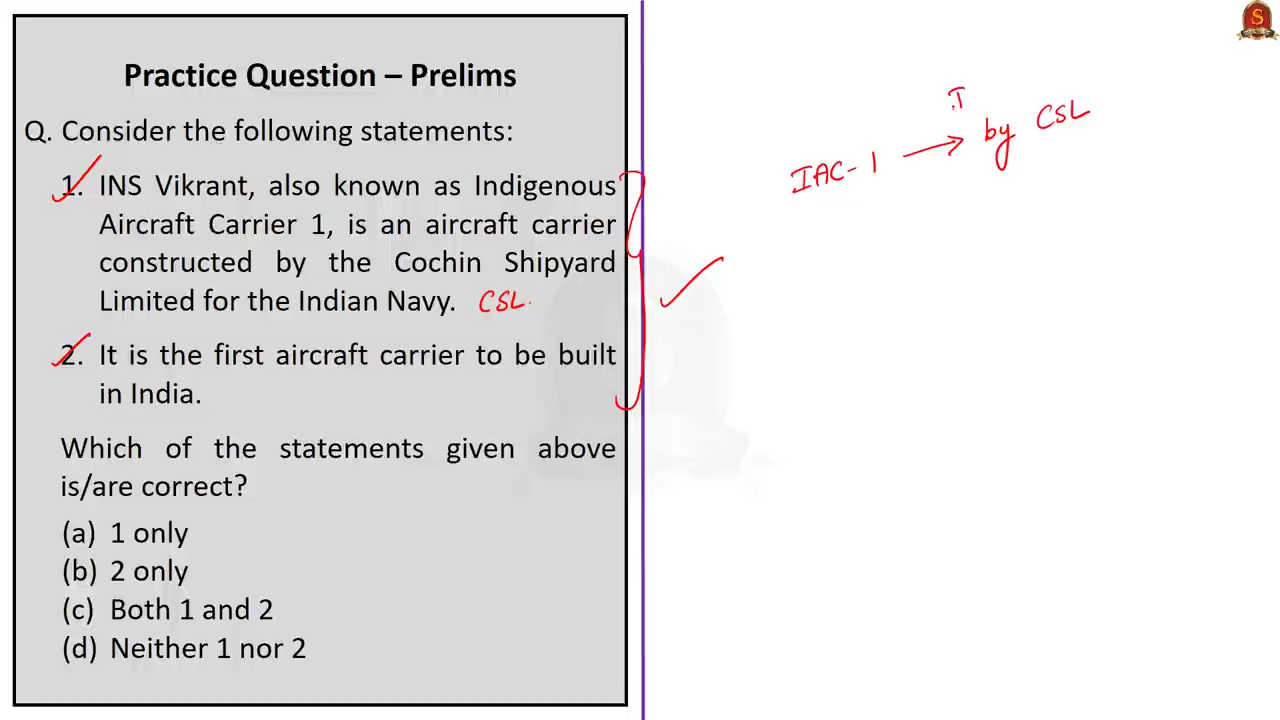 Practice Question – Prelims
Q. Consider the following statements:
1. INS Vikrant, also known as Indigenous
Aircraft Carrier 1, is an aircraft carrier
constructed by the Cochin Shipyard
Limited for the Indian Navy. CSL.
2. It is the first aircraft carrier to be built
in India.
Which of the statements given above
is/are correct?
(a) 1 only
(b) 2 only
(c) Both 1 and 2
(d) Neither 1 nor 2
I
IAC-1 → by CSL
S